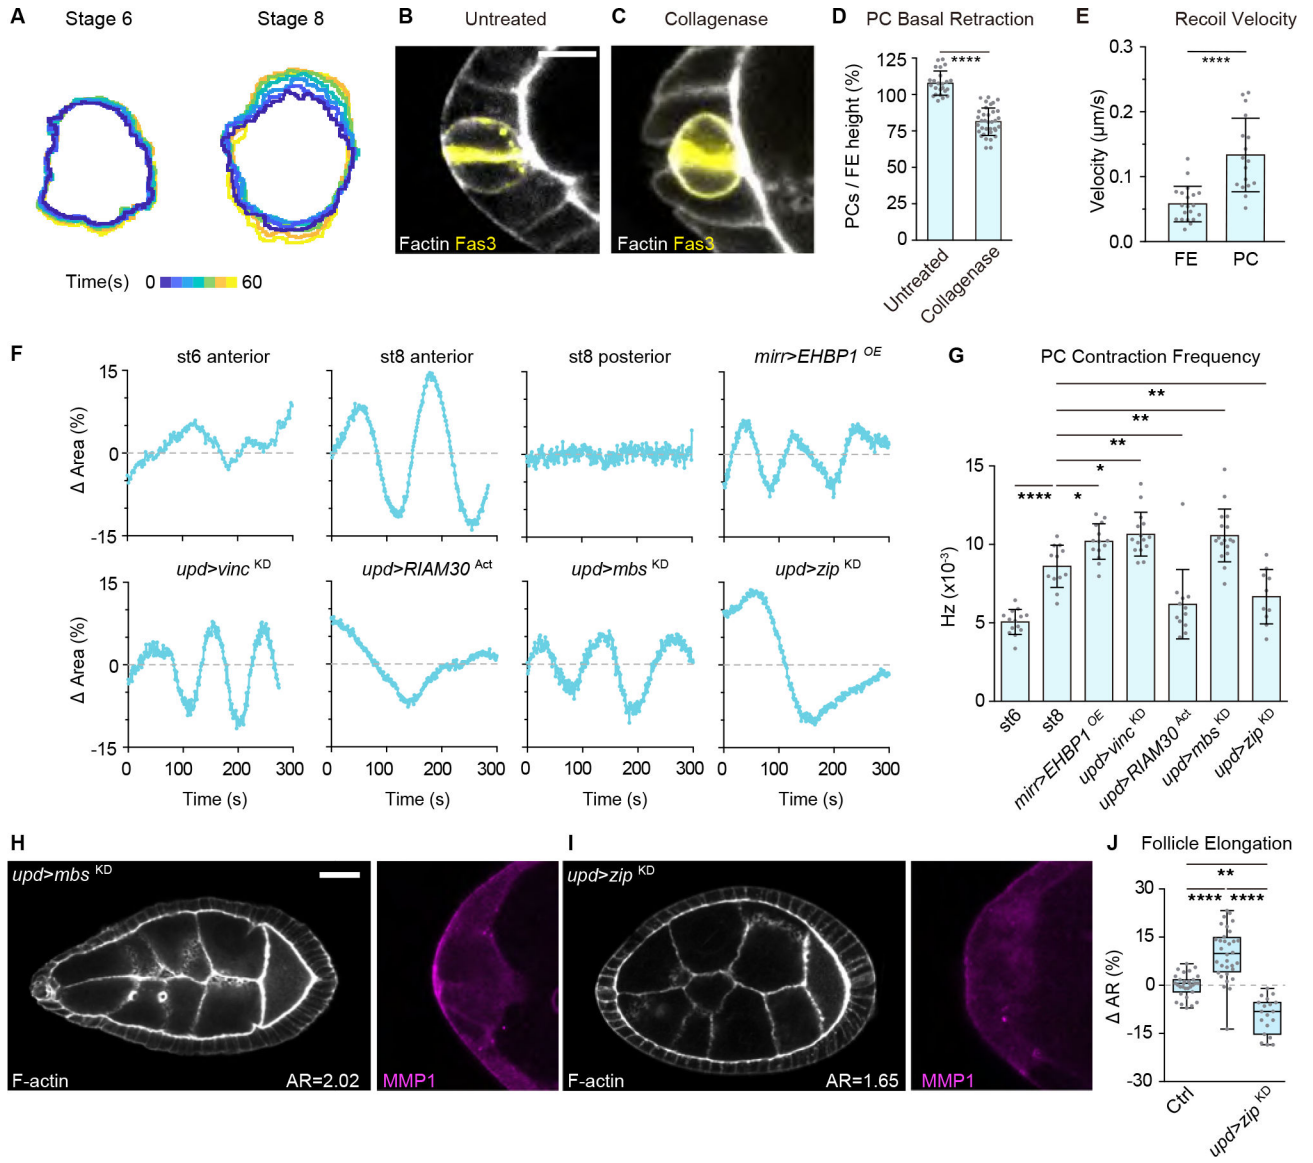 A
Stage 6
Stage 8
Time(s)
0
60
B
Untreated
Factin Fas3
C
Collagenase
Factin Fas3
D
PC Basal Retraction
****
PCs / FE height (%)
125
100
75
50
25
0
Untreated
Collagenase
E
Recoil Velocity
****
Velocity (μm/s)
0.3
0.2
0.1
0.0
FE
PC
F
st6 anterior
st8 anterior
st8 posterior
mirr>EHBP1 OE
Δ Area (%)
15
0
-15
upd>vinc KD
upd>RIAM30 Act
upd>mbs KD
upd>zip KD
Δ Area (%)
15
0
-15
0 100 200 300
0 100 200 300
0 100 200 300
0 100 200 300
Time (s)
Time (s)
Time (s)
Time (s)
G
PC Contraction Frequency
**
**
**
*
**** *
Hz (x10-3)
15
10
5
0
st6
st8
mirr>EHBP1 OE
upd>vinc KD
upd>RIAM30 Act
upd>mbs KD
upd>zip KD
H
upd>mbs KD
F-actin
AR=2.02
MMP1
I
upd>zip KD
F-actin
AR=1.65
MMP1
J
Follicle Elongation
**
**** ****
Δ AR (%)
30
15
0
-15
-30
Ctrl
upd>zip KD